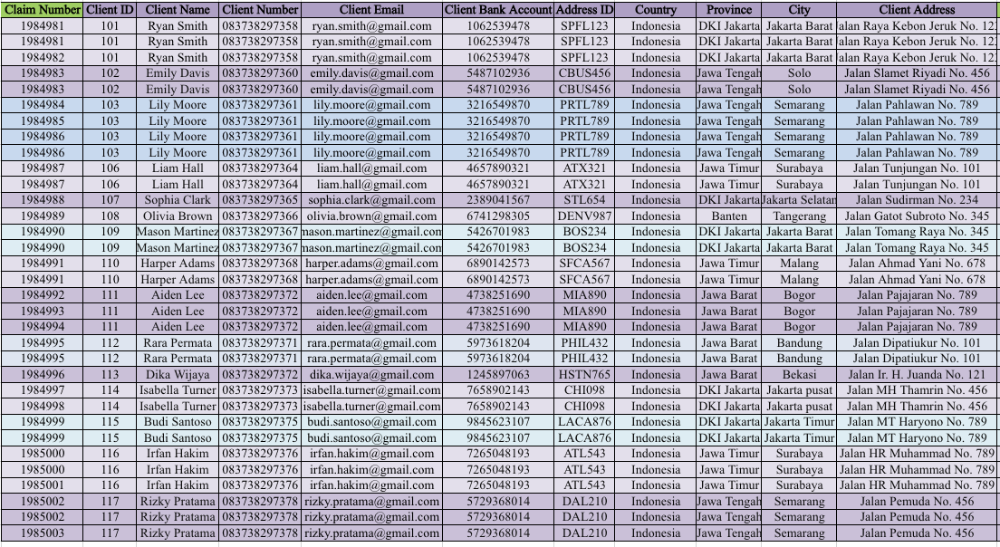 Claim Number Client ID Client Name Client Number Client Email Client Bank Account Address ID Country Province City Client Address
1984981 101 Ryan Smith 083738297358 ryan.smith@gmail.com 1062539478 SPFL123 Indonesia DKI Jakarta Jakarta Barat alan Raya Kebon Jeruk No. 12
1984981 101 Ryan Smith 083738297358 ryan.smith@gmail.com 1062539478 SPFL123 Indonesia DKI Jakarta Jakarta Barat alan Raya Kebon Jeruk No. 12
1984982 101 Ryan Smith 083738297358 ryan.smith@gmail.com 1062539478 SPFL123 Indonesia DKI Jakarta Jakarta Barat alan Raya Kebon Jeruk No. 12
1984983 102 Emily Davis 083738297360 emily.davis@gmail.com 5487102936 CBUS456 Indonesia Jawa Tengah Solo Jalan Slamet Riyadi No. 456
1984983 102 Emily Davis 083738297360 emily.davis@gmail.com 5487102936 CBUS456 Indonesia Jawa Tengah Solo Jalan Slamet Riyadi No. 456
1984984 103 Lily Moore 083738297361 lily.moore@gmail.com 3216549870 PRTL789 Indonesia Jawa Tengah Semarang Jalan Pahlawan No. 789
1984985 103 Lily Moore 083738297361 lily.moore@gmail.com 3216549870 PRTL789 Indonesia Jawa Tengah Semarang Jalan Pahlawan No. 789
1984986 103 Lily Moore 083738297361 lily.moore@gmail.com 3216549870 PRTL789 Indonesia Jawa Tengah Semarang Jalan Pahlawan No. 789
1984986 103 Lily Moore 083738297361 lily.moore@gmail.com 3216549870 PRTL789 Indonesia Jawa Tengah Semarang Jalan Pahlawan No. 789
1984987 106 Liam Hall 083738297364 liam.hall@gmail.com 4657890321 ATX321 Indonesia Jawa Timur Surabaya Jalan Tunjungan No. 101
1984987 106 Liam Hall 083738297364 liam.hall@gmail.com 4657890321 ATX321 Indonesia Jawa Timur Surabaya Jalan Tunjungan No. 101
1984988 107 Sophia Clark 083738297365 sophia.clark@gmail.com 2389041567 STL654 Indonesia DKI Jakarta Jakarta Selatan Jalan Sudirman No. 234
1984989 108 Olivia Brown 083738297366 olivia.brown@gmail.com 6741298305 DENV987 Indonesia Banten Tangerang Jalan Gatot Subroto No. 345
1984990 109 Mason Martinez 083738297367 mason.martinez@gmail.com 5426701983 BOS234 Indonesia DKI Jakarta Jakarta Barat Jalan Tomang Raya No. 345
1984990 109 Mason Martinez 083738297367 mason.martinez@gmail.com 5426701983 BOS234 Indonesia DKI Jakarta Jakarta Barat Jalan Tomang Raya No. 345
1984991 110 Harper Adams 083738297368 harper.adams@gmail.com 6890142573 SFCA567 Indonesia Jawa Timur Malang Jalan Ahmad Yani No. 678
1984991 110 Harper Adams 083738297368 harper.adams@gmail.com 6890142573 SFCA567 Indonesia Jawa Timur Malang Jalan Ahmad Yani No. 678
1984992 111 Aiden Lee 083738297372 aiden.lee@gmail.com 4738251690 MIA890 Indonesia Jawa Barat Bogor Jalan Pajajaran No. 789
1984993 111 Aiden Lee 083738297372 aiden.lee@gmail.com 4738251690 MIA890 Indonesia Jawa Barat Bogor Jalan Pajajaran No. 789
1984994 111 Aiden Lee 083738297372 aiden.lee@gmail.com 4738251690 MIA890 Indonesia Jawa Barat Bogor Jalan Pajajaran No. 789
1984995 112 Rara Permata 083738297371 rara.permata@gmail.com 5973618204 PHIL432 Indonesia Jawa Barat Bandung Jalan Dipatiukur No. 101
1984995 112 Rara Permata 083738297371 rara.permata@gmail.com 5973618204 PHIL432 Indonesia Jawa Barat Bandung Jalan Dipatiukur No. 101
1984996 113 Dika Wijaya 083738297372 dika.wijaya@gmail.com 1245897063 HSTN765 Indonesia Jawa Barat Bekasi Jalan Ir. H. Juanda No. 121
1984997 114 Isabella Turner 083738297373 isabella.turner@gmail.com 7658902143 CHI098 Indonesia DKI Jakarta Jakarta pusat Jalan MH Thamrin No. 456
1984998 114 Isabella Turner 083738297373 isabella.turner@gmail.com 7658902143 CHI098 Indonesia DKI Jakarta Jakarta pusat Jalan MH Thamrin No. 456
1984999 115 Budi Santoso 083738297375 budi.santoso@gmail.com 9845623107 LACA876 Indonesia DKI Jakarta Jakarta Timur Jalan MT Haryono No. 789
1984999 115 Budi Santoso 083738297375 budi.santoso@gmail.com 9845623107 LACA876 Indonesia DKI Jakarta Jakarta Timur Jalan MT Haryono No. 789
1985000 116 Irfan Hakim 083738297376 irfan.hakim@gmail.com 7265048193 ATL543 Indonesia Jawa Timur Surabaya Jalan HR Muhammad No. 789
1985000 116 Irfan Hakim 083738297376 irfan.hakim@gmail.com 7265048193 ATL543 Indonesia Jawa Timur Surabaya Jalan HR Muhammad No. 789
1985001 116 Irfan Hakim 083738297376 irfan.hakim@gmail.com 7265048193 ATL543 Indonesia Jawa Timur Surabaya Jalan HR Muhammad No. 789
1985002 117 Rizky Pratama 083738297378 rizky.pratama@gmail.com 5729368014 DAL210 Indonesia Jawa Tengah Semarang Jalan Pemuda No. 456
1985002 117 Rizky Pratama 083738297378 rizky.pratama@gmail.com 5729368014 DAL210 Indonesia Jawa Tengah Semarang Jalan Pemuda No. 456
1985003 117 Rizky Pratama 083738297378 rizky.pratama@gmail.com 5729368014 DAL210 Indonesia Jawa Tengah Semarang Jalan Pemuda No. 456